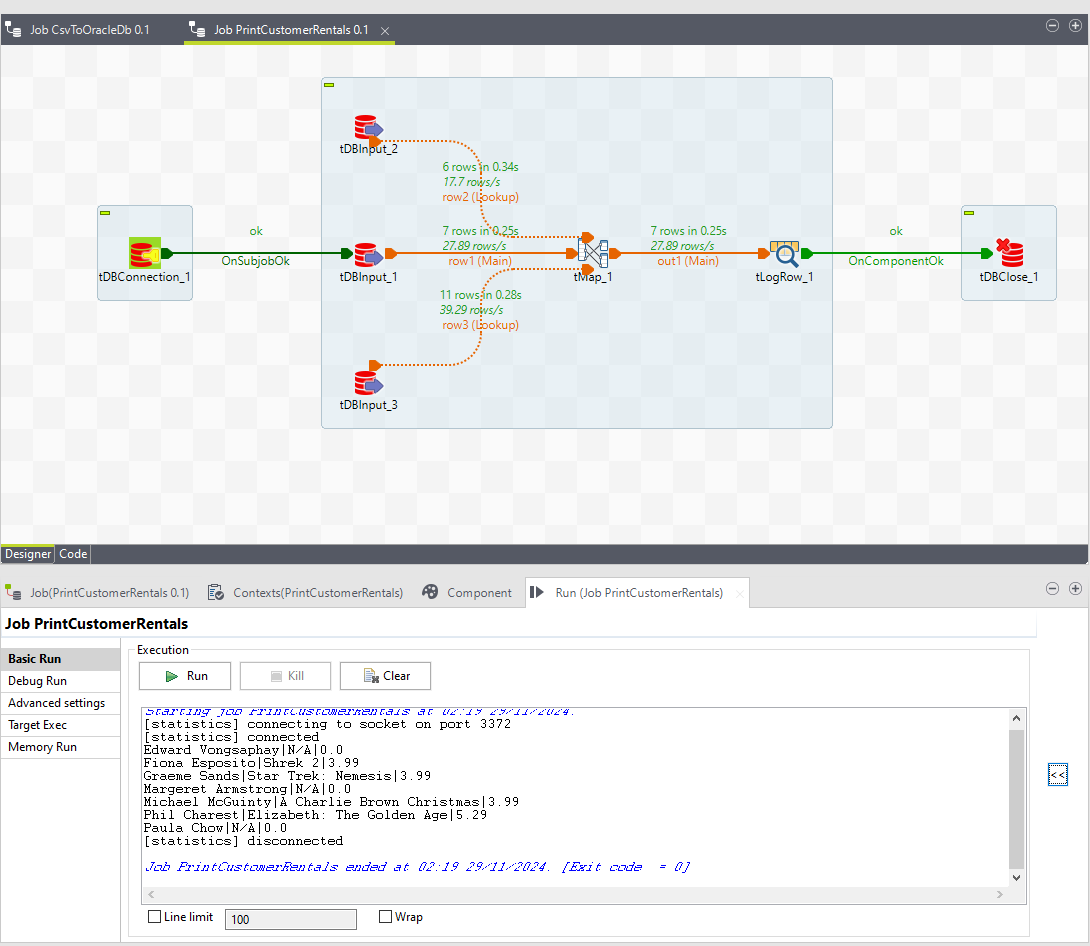 Job CsvToOracleDb 0.1
Job PrintCustomerRentals 0.1
tDBInput_2
6 rows in 0.34s
17.7 rows/s
row2 (Lookup)
ok
OnSubjobOk
tDBConnection_1
7 rows in 0.25s
27.89 rows/s
row1 (Main)
tDBInput_1
tMap_1
7 rows in 0.25s
27.89 rows/s
out1 (Main)
tLogRow_1
ok
OnComponentOk
tDBClose_1
11 rows in 0.28s
39.29 rows/s
row3 (Lookup)
tDBInput_3
Designer Code
Job(PrintCustomerRentals 0.1) Contexts(PrintCustomerRentals) Component Run (Job PrintCustomerRentals)
Job PrintCustomerRentals
Basic Run
Debug Run
Advanced settings
Target Exec
Memory Run
Execution
Run Kill Clear
Starting job PrintCustomerRentals at 02:19 29/11/2024.
[statistics] connecting to socket on port 3372
[statistics] connected
Edward Vongsaphay|N/A|0.0
Fiona Esposito|Shrek 2|3.99
Graeme Sands|Star Trek: Nemesis|3.99
Margeret Armstrong|N/A|0.0
Michael McGuinty|A Charlie Brown Christmas|3.99
Phil Charest|Elizabeth: The Golden Age|5.29
Paula Chow|N/A|0.0
[statistics] disconnected
Job PrintCustomerRentals ended at 02:19 29/11/2024. [Exit code  = 0]
<<
Line limit 100 Wrap